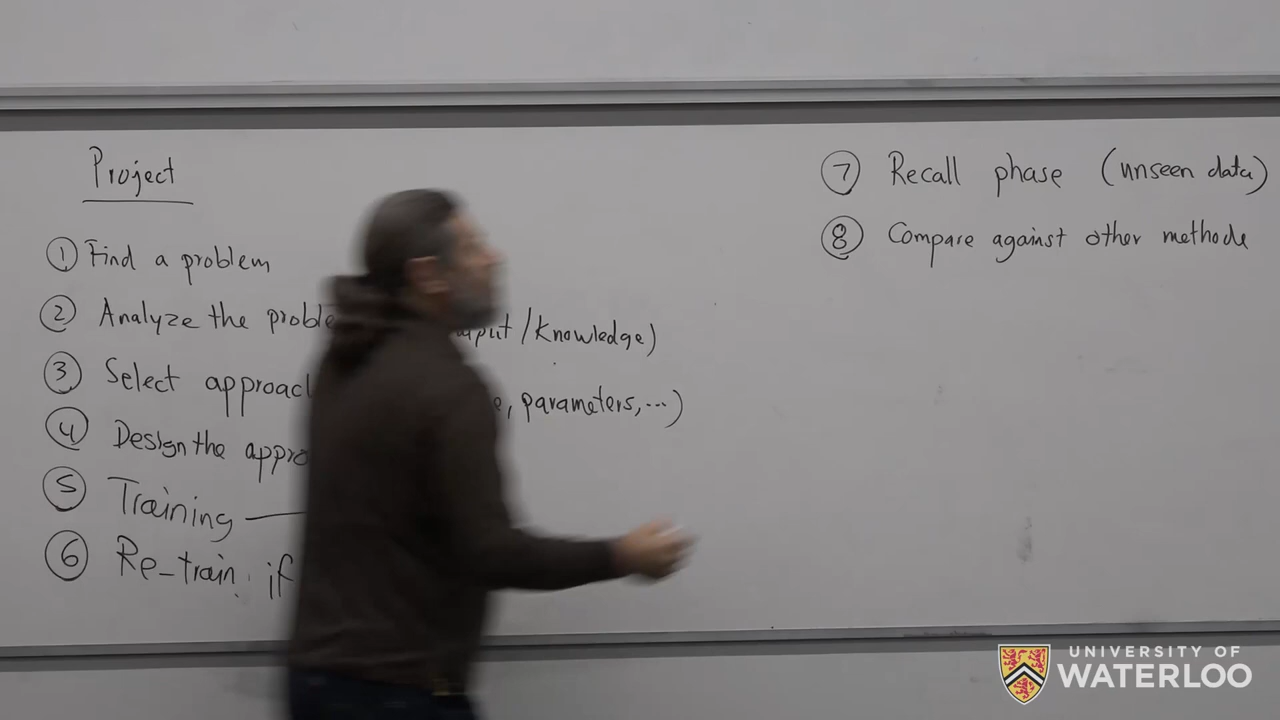 Project
① Find a problem
② Analyze the proble put / Knowledge)
③ Select approac
④ Design the appro e, parameters, ...)
⑤ Training —
⑥ Re-train if
⑦ Recall phase (unseen data)
⑧ Compare against other methode
UNIVERSITY OF
WATERLOO